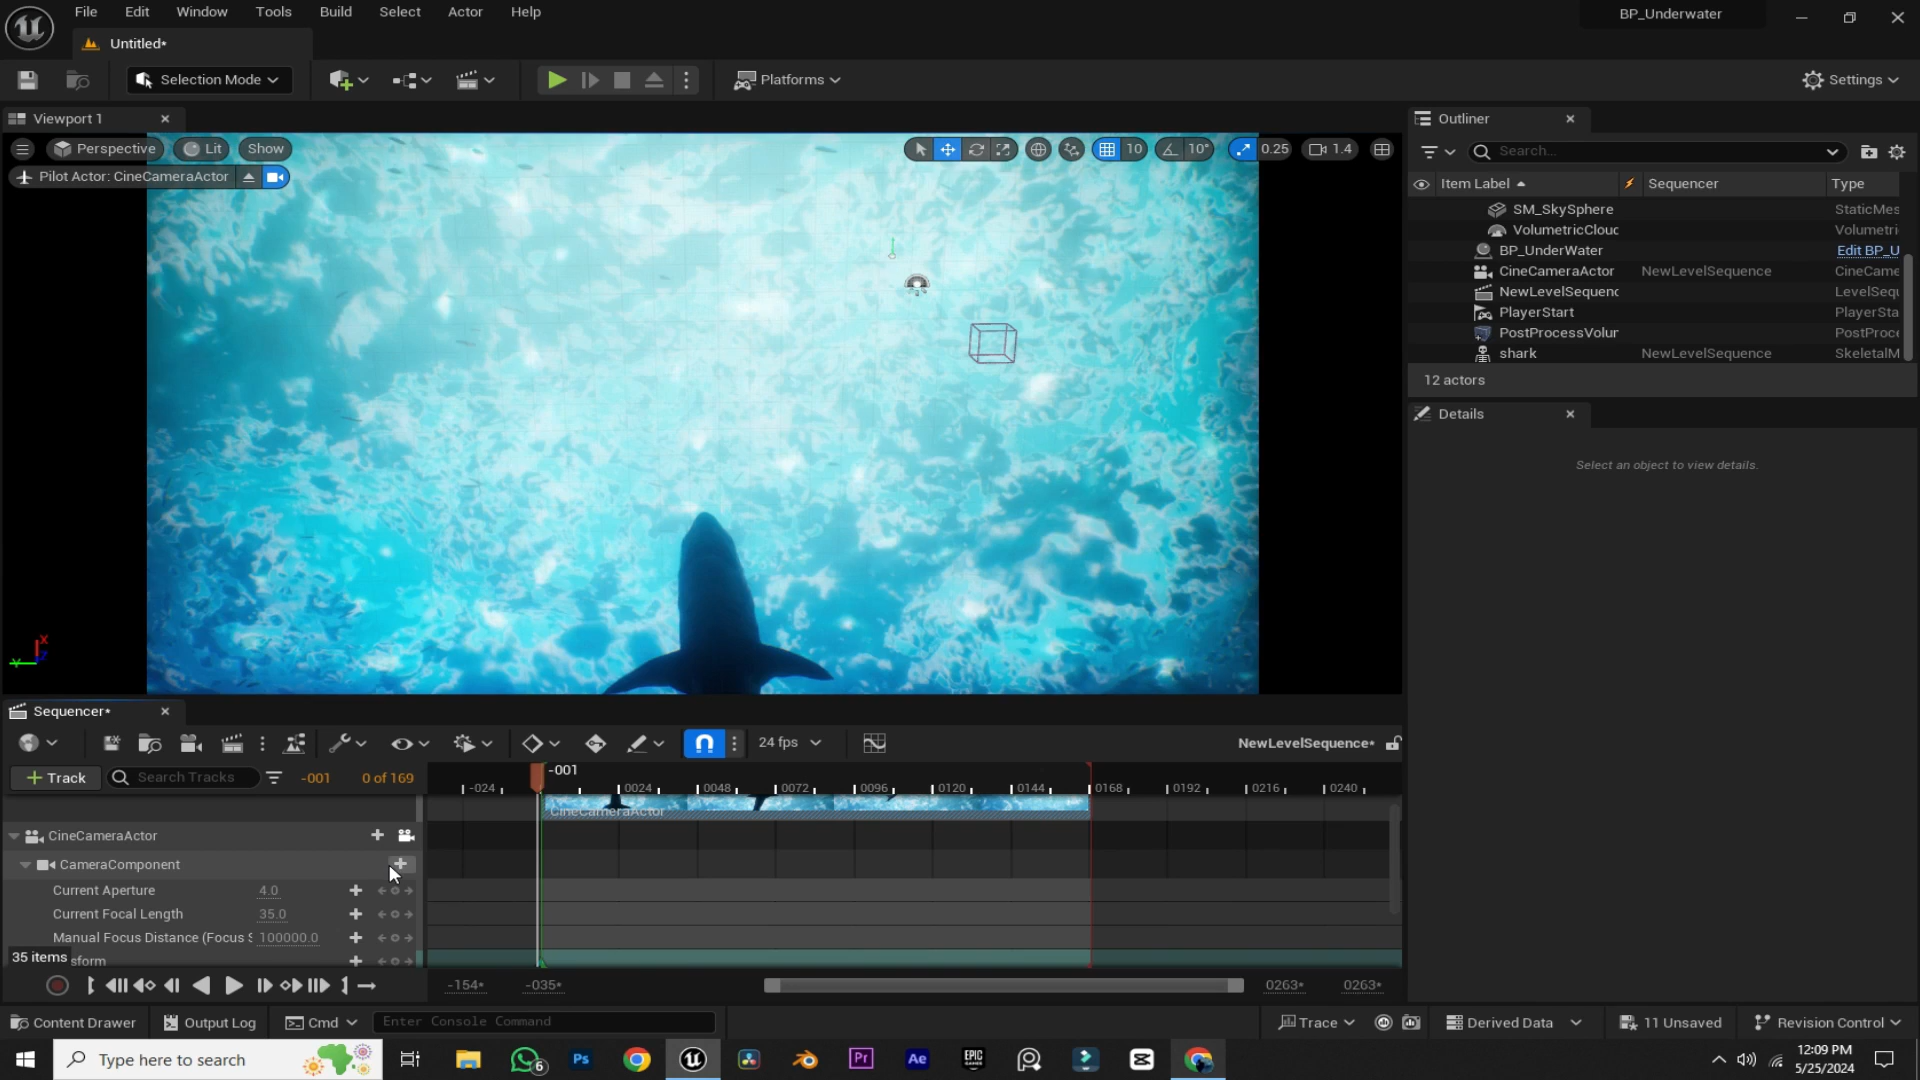 File Edit Window Tools Build Select Actor Help
BP_Underwater
Untitled*
Selection Mode
Platforms
Settings
Viewport 1
Perspective Lit Show
10 10° 0.25 1.4
Pilot Actor: CineCameraActor
Outliner
Search...
Item Label Sequencer Type
SM_SkySphere StaticMes
VolumetricClouc Volumetri
BP_UnderWater Edit BP_U
CineCameraActor NewLevelSequence CineCame
NewLevelSequenc LevelSequ
PlayerStart PlayerSta
PostProcessVolur PostProce
shark NewLevelSequence SkeletalM
12 actors
Details
Select an object to view details.
X
Y
Sequencer*
24 fps
NewLevelSequence*
Track
Search Tracks
-001 0 of 169
-001
-024 0024 0048 0072 0096 0120 0144 0168 0192 0216 0240
CineCameraActor
CineCameraActor
CameraComponent
Current Aperture 4.0
Current Focal Length 35.0
Manual Focus Distance (Focus S 100000.0
35 items
sform
-154* -035* 0263* 0263*
Content Drawer Output Log Cmd Enter Console Command
Trace Derived Data 11 Unsaved Revision Control
Type here to search
6
Ps
Pr
Ae
EPIC
GAMES
12:09 PM
5/25/2024